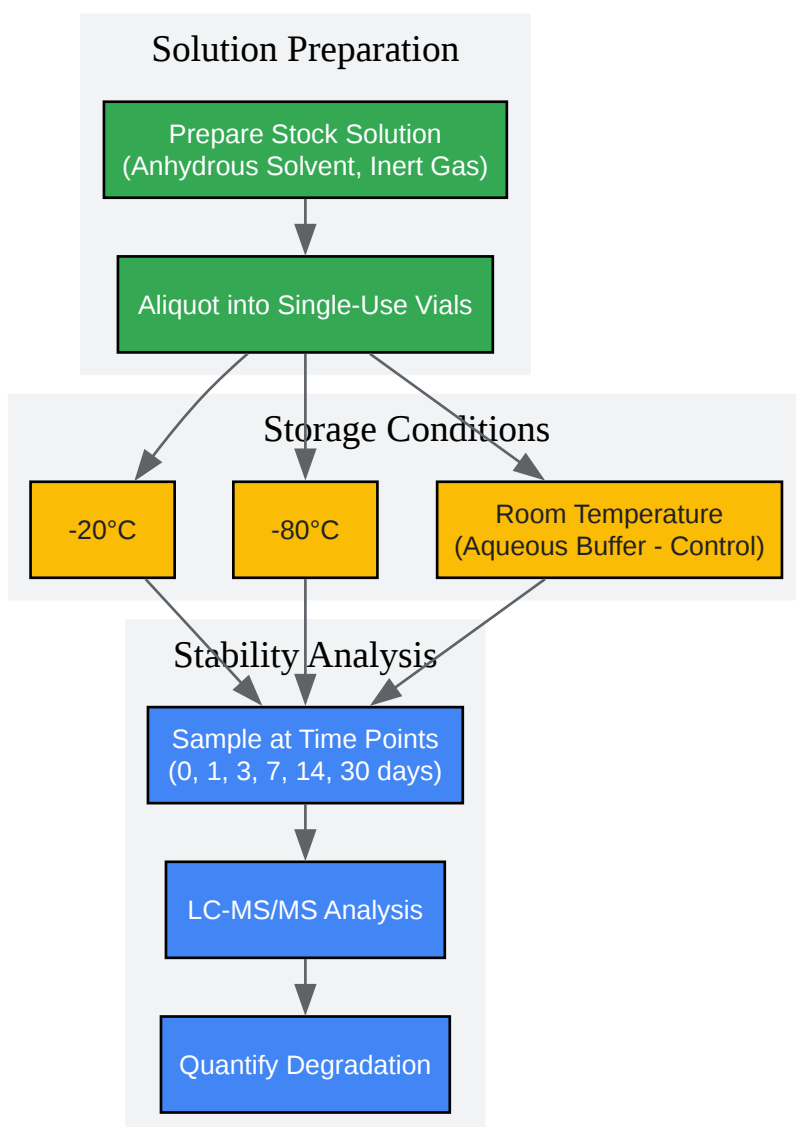 Solution Preparation
Prepare Stock Solution
(Anhydrous Solvent, Inert Gas)
Aliquot into Single-Use Vials
Storage Conditions
-20°C
-80°C
Room Temperature
(Aqueous Buffer - Control)
Stability Analysis
Sample at Time Points
(0, 1, 3, 7, 14, 30 days)
LC-MS/MS Analysis
Quantify Degradation